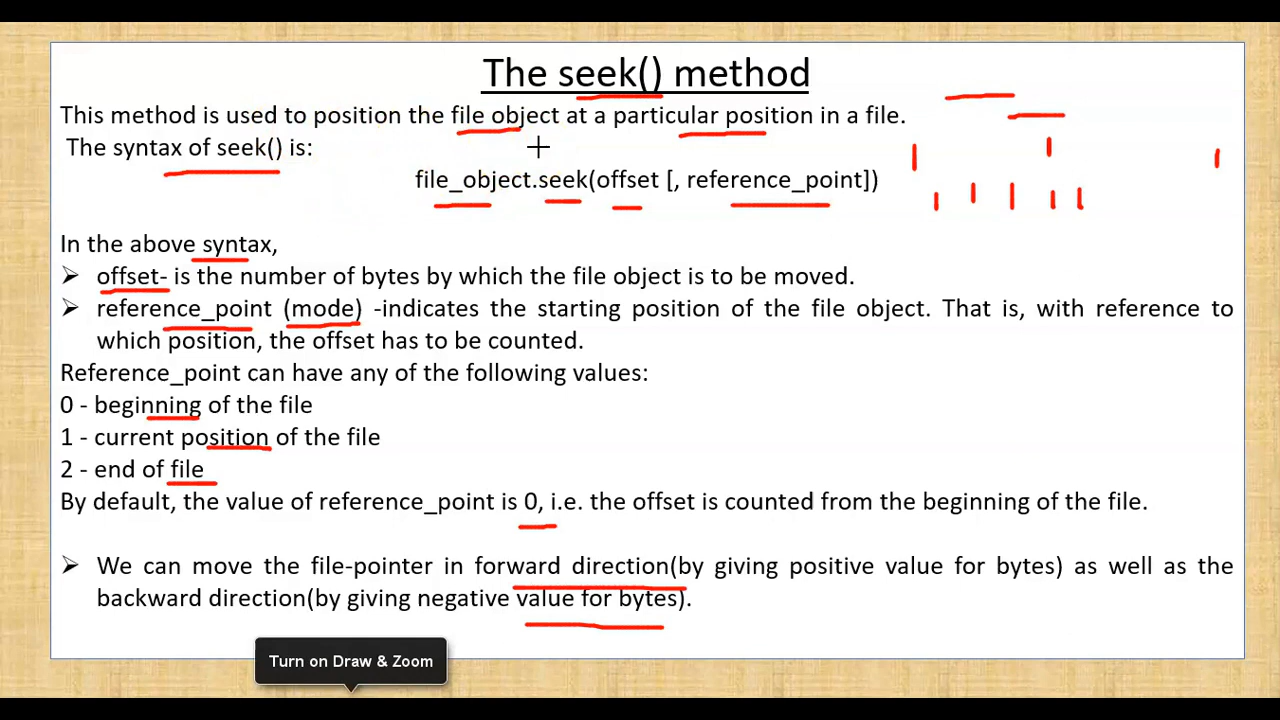 The seek() method
This method is used to position the file object at a particular position in a file.
The syntax of seek() is:
file_object.seek(offset [, reference_point])
In the above syntax,
➢ offset- is the number of bytes by which the file object is to be moved.
➢ reference_point (mode) -indicates the starting position of the file object. That is, with reference to
which position, the offset has to be counted.
Reference_point can have any of the following values:
0 - beginning of the file
1 - current position of the file
2 - end of file
By default, the value of reference_point is 0, i.e. the offset is counted from the beginning of the file.
➢ We can move the file-pointer in forward direction(by giving positive value for bytes) as well as the
backward direction(by giving negative value for bytes).
Turn on Draw & Zoom